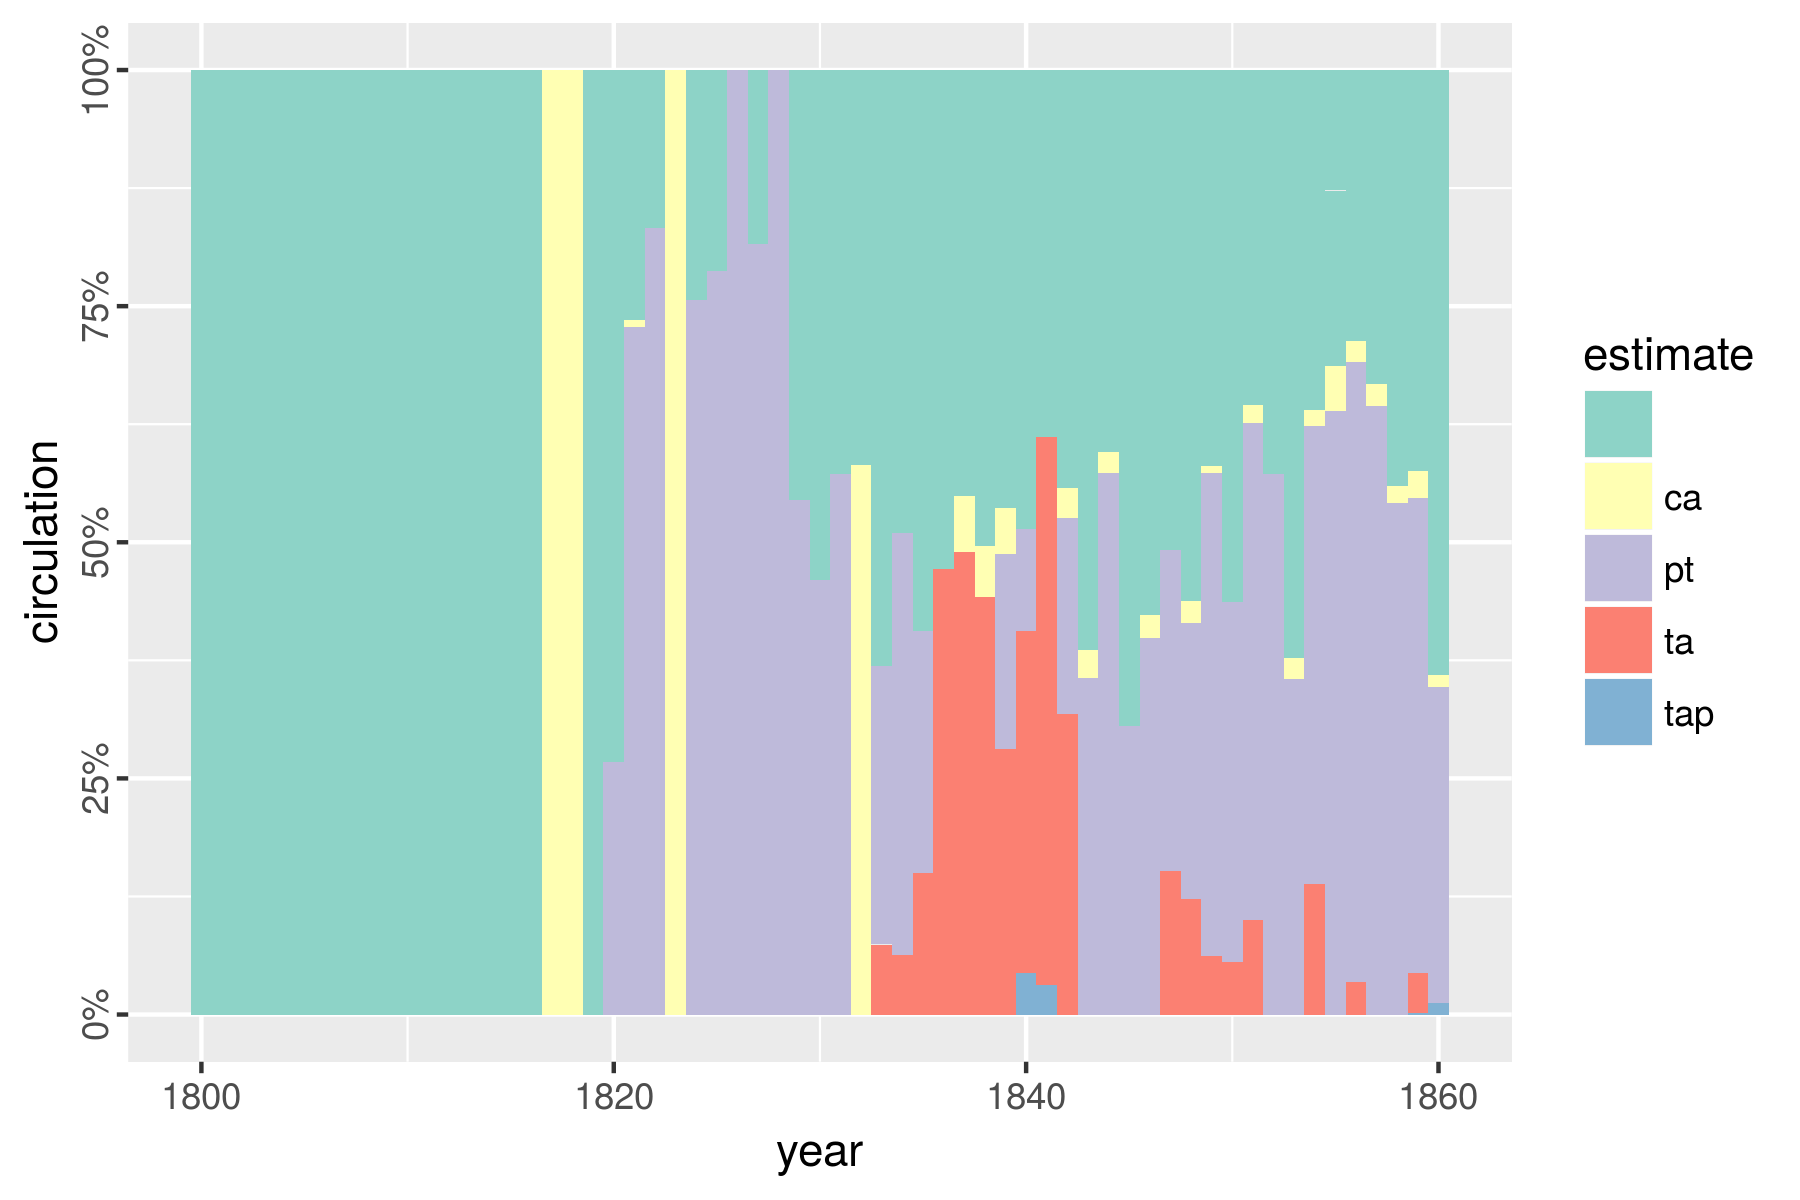 100%
75%
50%
25%
0%
circulation
1800 1820 1840 1860
year
estimate
ca
pt
ta
tap